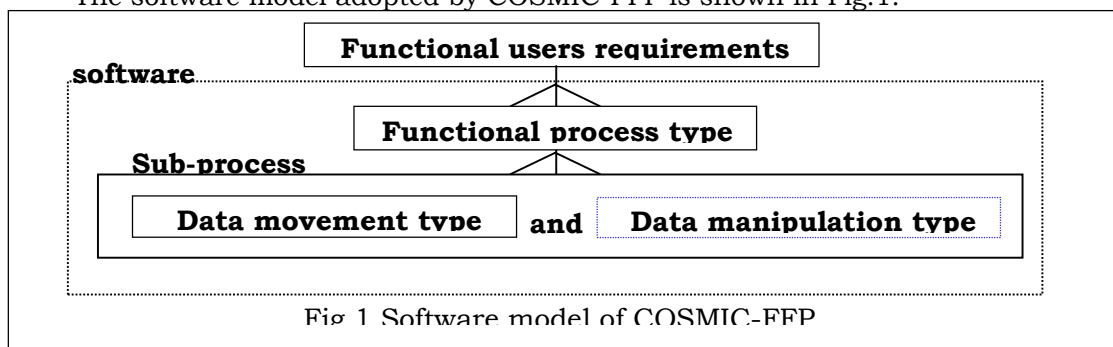 The software model adopted by COSMIC-FFP is shown in Fig.1.
Functional users requirements
software
Functional process type
Sub-process
Data movement type and Data manipulation type
Fig.1 Software model of COSMIC-FFP